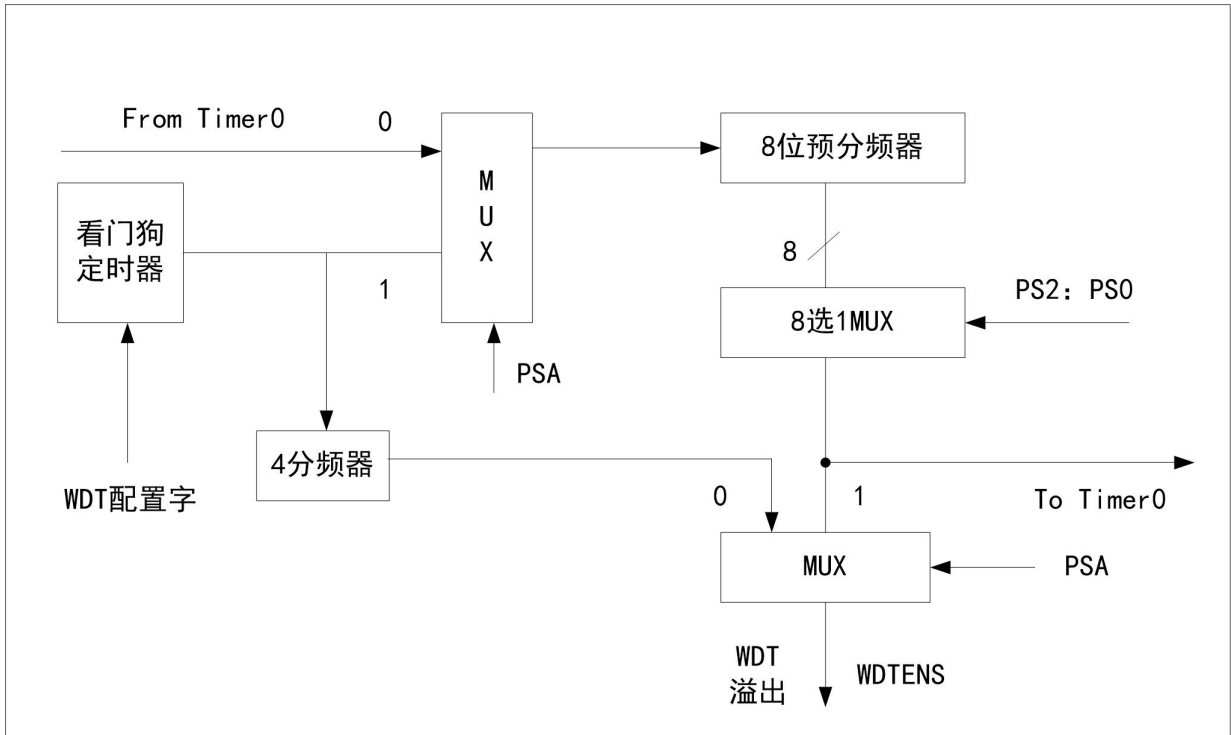 From Timer0
0
M
U
X
8位预分频器
看门狗
定时器
1
8
PS2：PS0
8选1MUX
PSA
4分频器
WDT配置字
0
1
To Timer0
MUX
PSA
WDT
溢出
WDTENS